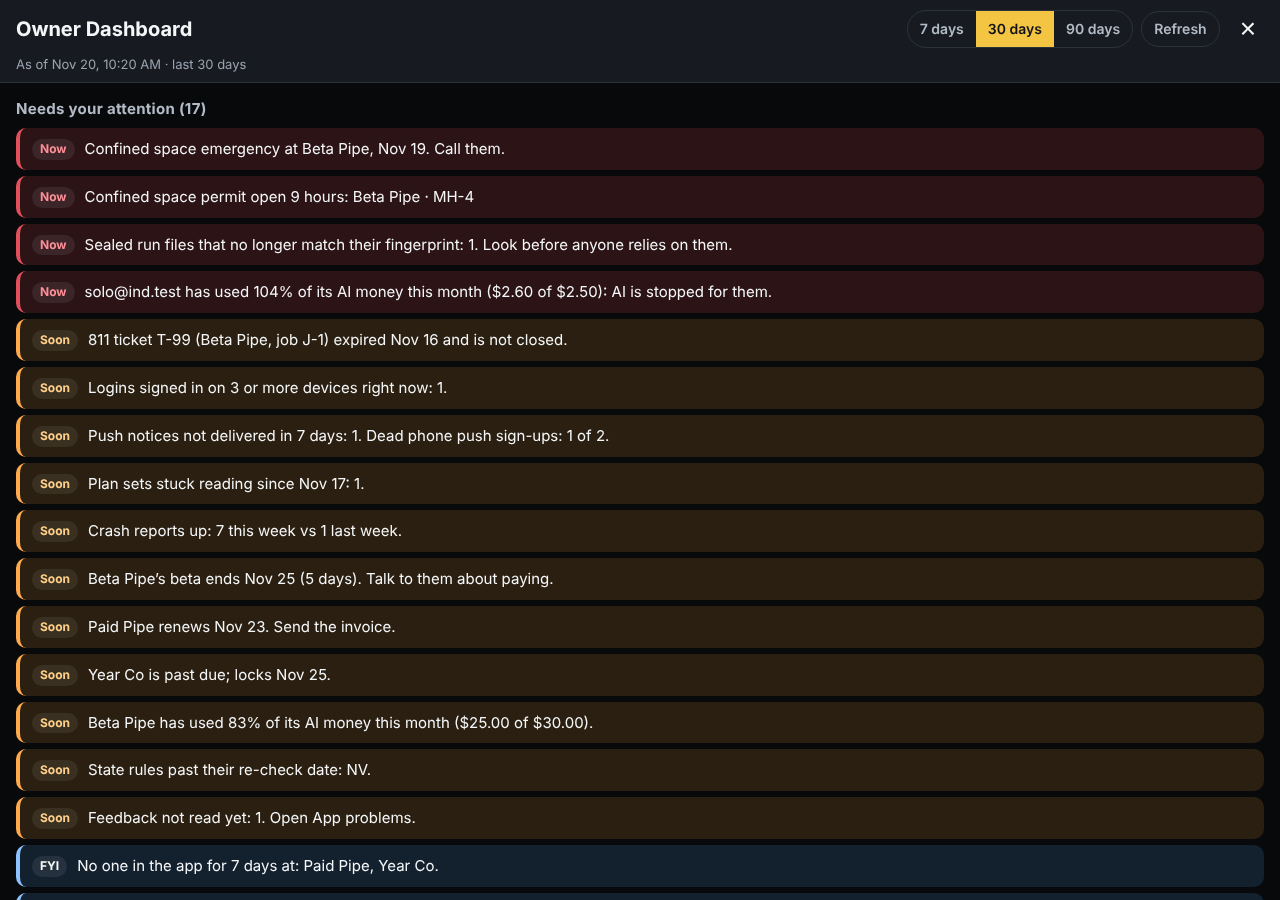 Owner Dashboard
7 days
30 days
90 days
Refresh
✕
As of Nov 20, 10:20 AM · last 30 days
Needs your attention (17)
Now Confined space emergency at Beta Pipe, Nov 19. Call them.
Now Confined space permit open 9 hours: Beta Pipe · MH-4
Now Sealed run files that no longer match their fingerprint: 1. Look before anyone relies on them.
Now solo@ind.test has used 104% of its AI money this month ($2.60 of $2.50): AI is stopped for them.
Soon 811 ticket T-99 (Beta Pipe, job J-1) expired Nov 16 and is not closed.
Soon Logins signed in on 3 or more devices right now: 1.
Soon Push notices not delivered in 7 days: 1. Dead phone push sign-ups: 1 of 2.
Soon Plan sets stuck reading since Nov 17: 1.
Soon Crash reports up: 7 this week vs 1 last week.
Soon Beta Pipe’s beta ends Nov 25 (5 days). Talk to them about paying.
Soon Paid Pipe renews Nov 23. Send the invoice.
Soon Year Co is past due; locks Nov 25.
Soon Beta Pipe has used 83% of its AI money this month ($25.00 of $30.00).
Soon State rules past their re-check date: NV.
Soon Feedback not read yet: 1. Open App problems.
FYI No one in the app for 7 days at: Paid Pipe, Year Co.